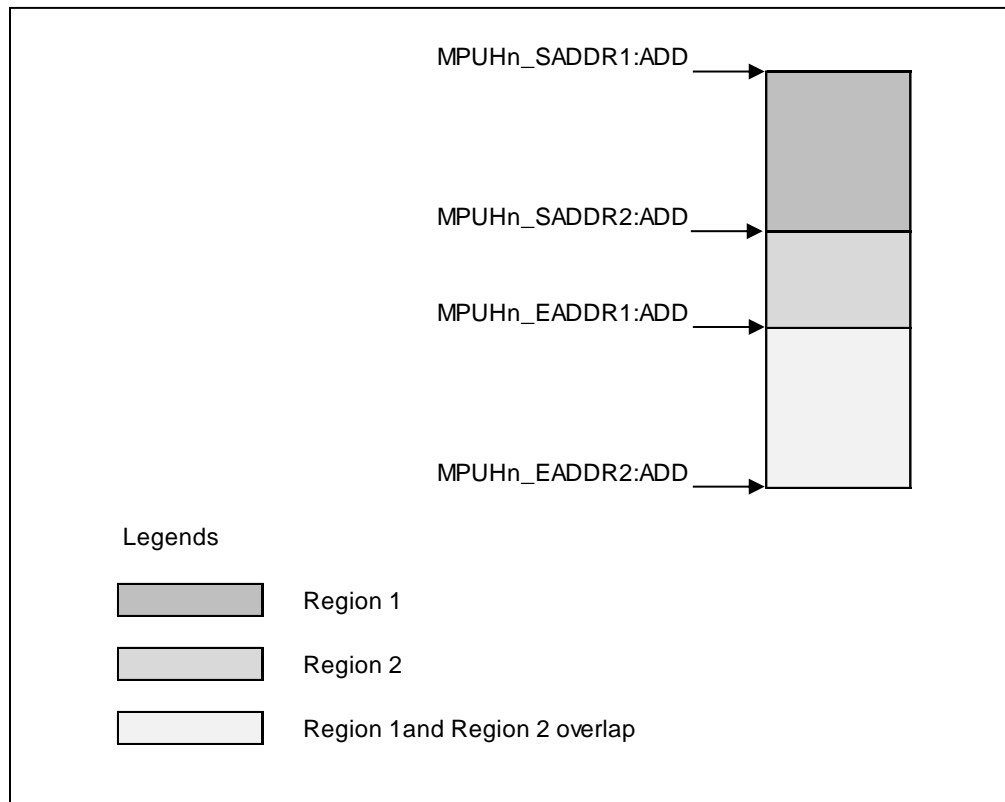 MPUHn_SADDR1:ADD
MPUHn_SADDR2:ADD
MPUHn_EADDR1:ADD
MPUHn_EADDR2:ADD
Legends
Region 1
Region 2
Region 1and Region 2 overlap